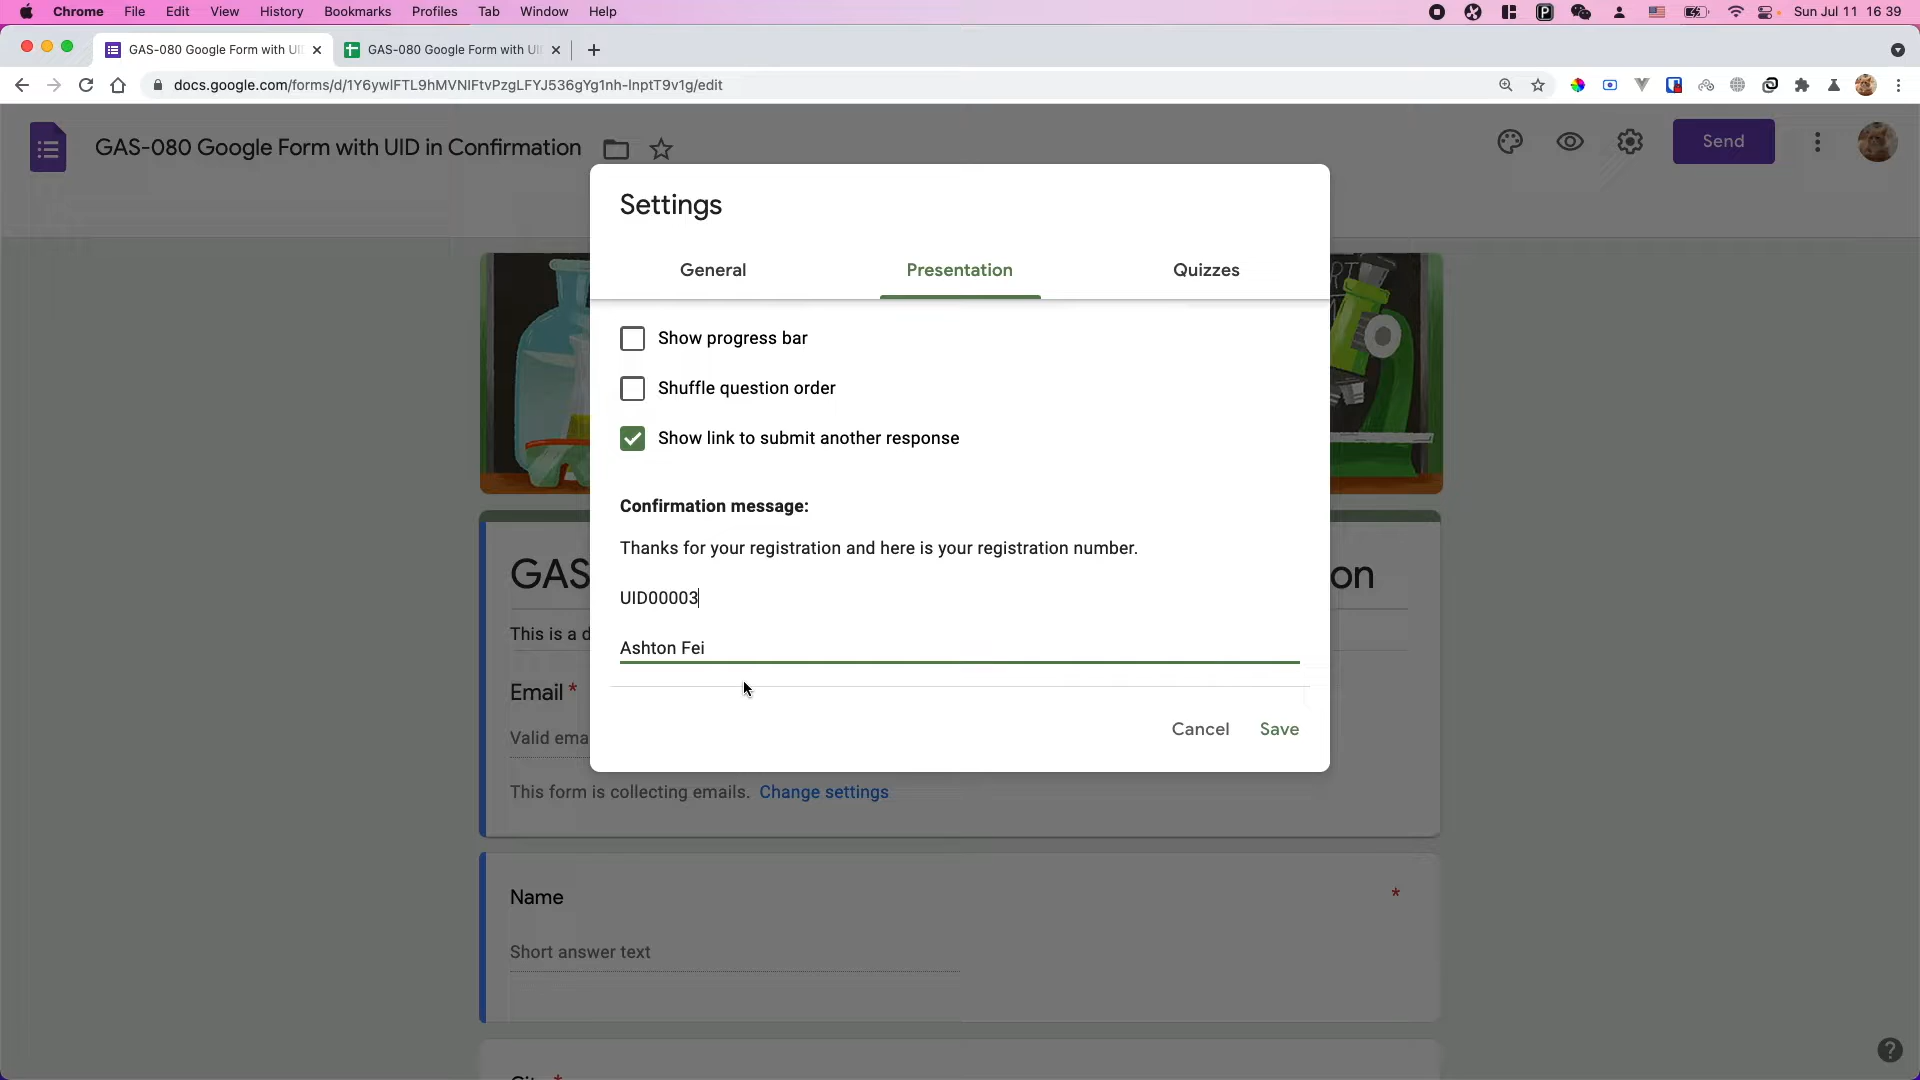 Chrome File Edit View History Bookmarks Profiles Tab Window Help Sun Jul 11 16 39
GAS-080 Google Form with UI GAS-080 Google Form with UI
docs.google.com/forms/d/1Y6ywIFTL9hMVNIFtvPzgLFYJ536gYg1nh-InptT9v1g/edit
GAS-080 Google Form with UID in Confirmation
Send
Settings
General Presentation Quizzes
Show progress bar
Shuffle question order
Show link to submit another response
Confirmation message:
Thanks for your registration and here is your registration number.
UID00003
Ashton Fei
Cancel Save
GAS on
This is a d
Email *
Valid ema
This form is collecting emails. Change settings
Name *
Short answer text